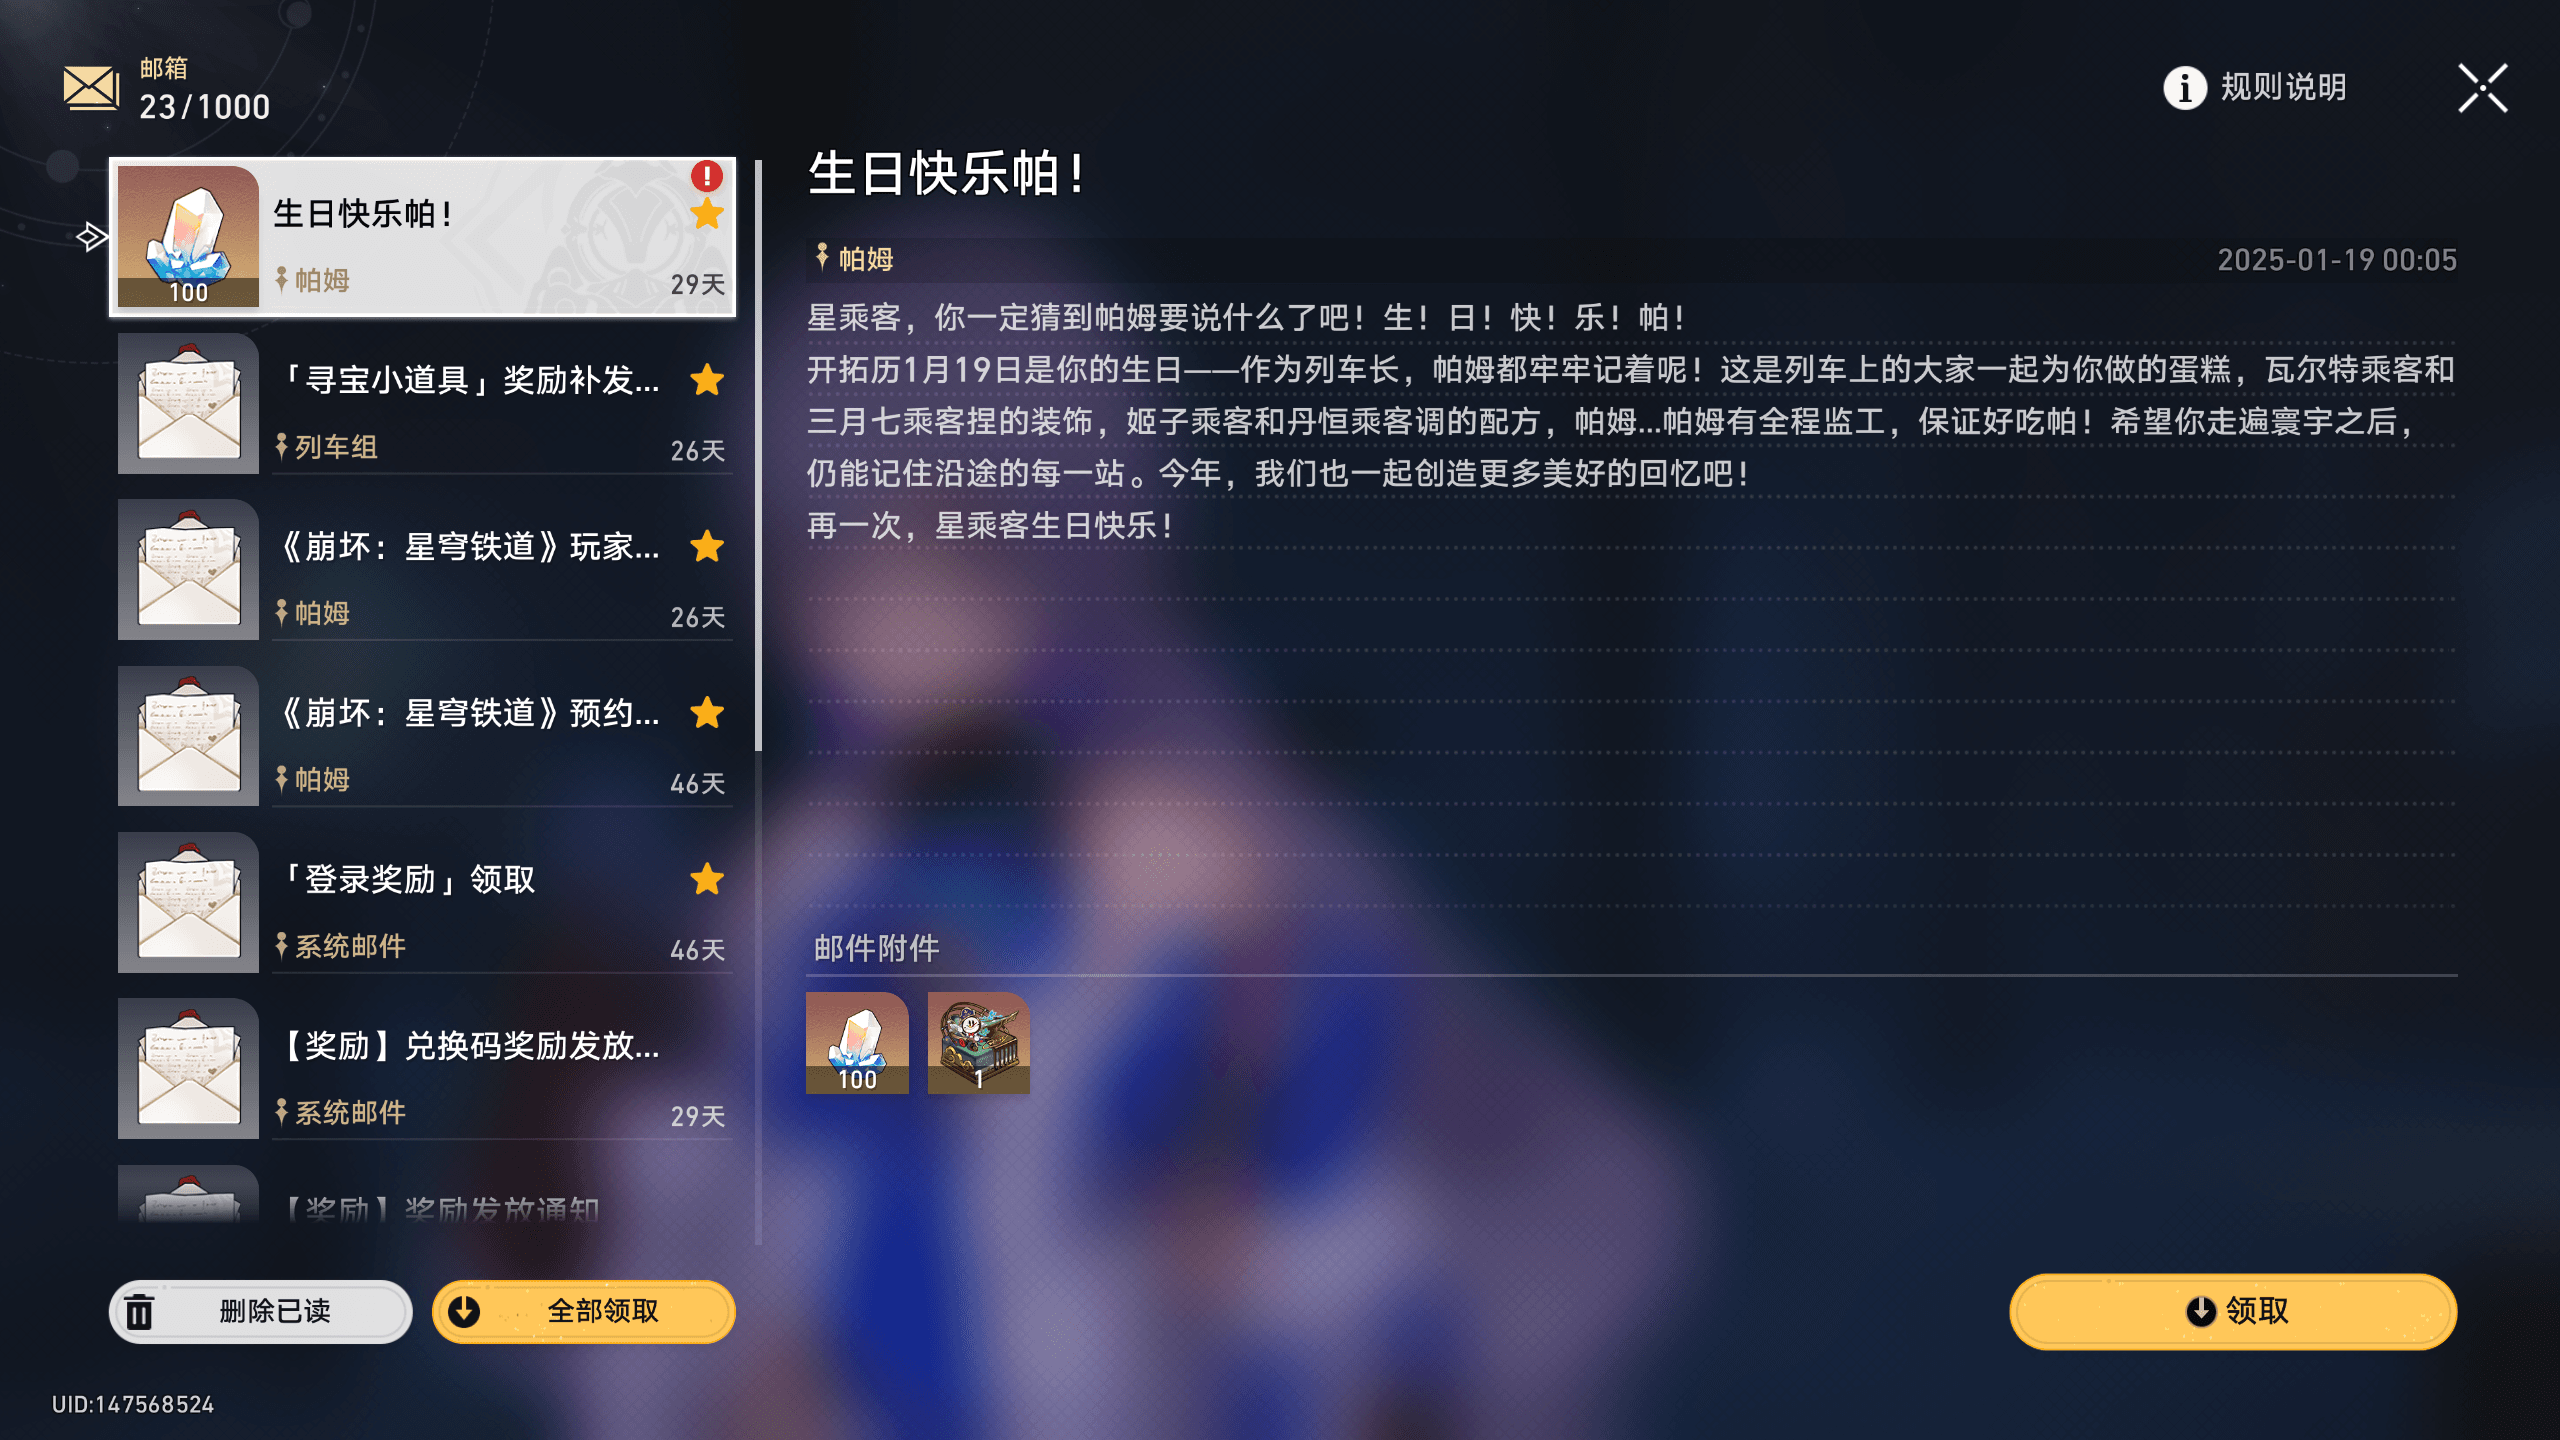 邮箱
23/1000
规则说明
生日快乐帕！
帕姆
29天
100
「寻宝小道具」奖励补发...
列车组
26天
《崩坏：星穹铁道》玩家...
帕姆
26天
《崩坏：星穹铁道》预约...
帕姆
46天
「登录奖励」领取
系统邮件
46天
【奖励】兑换码奖励发放...
系统邮件
29天
【奖励】奖励发放通知
删除已读
全部领取
UID:147568524
生日快乐帕！
帕姆
2025-01-19 00:05
星乘客，你一定猜到帕姆要说什么了吧！生！日！快！乐！帕！
开拓历1月19日是你的生日——作为列车长，帕姆都牢牢记着呢！这是列车上的大家一起为你做的蛋糕，瓦尔特乘客和
三月七乘客捏的装饰，姬子乘客和丹恒乘客调的配方，帕姆...帕姆有全程监工，保证好吃帕！希望你走遍寰宇之后，
仍能记住沿途的每一站。今年，我们也一起创造更多美好的回忆吧！
再一次，星乘客生日快乐！
邮件附件
100
1
领取